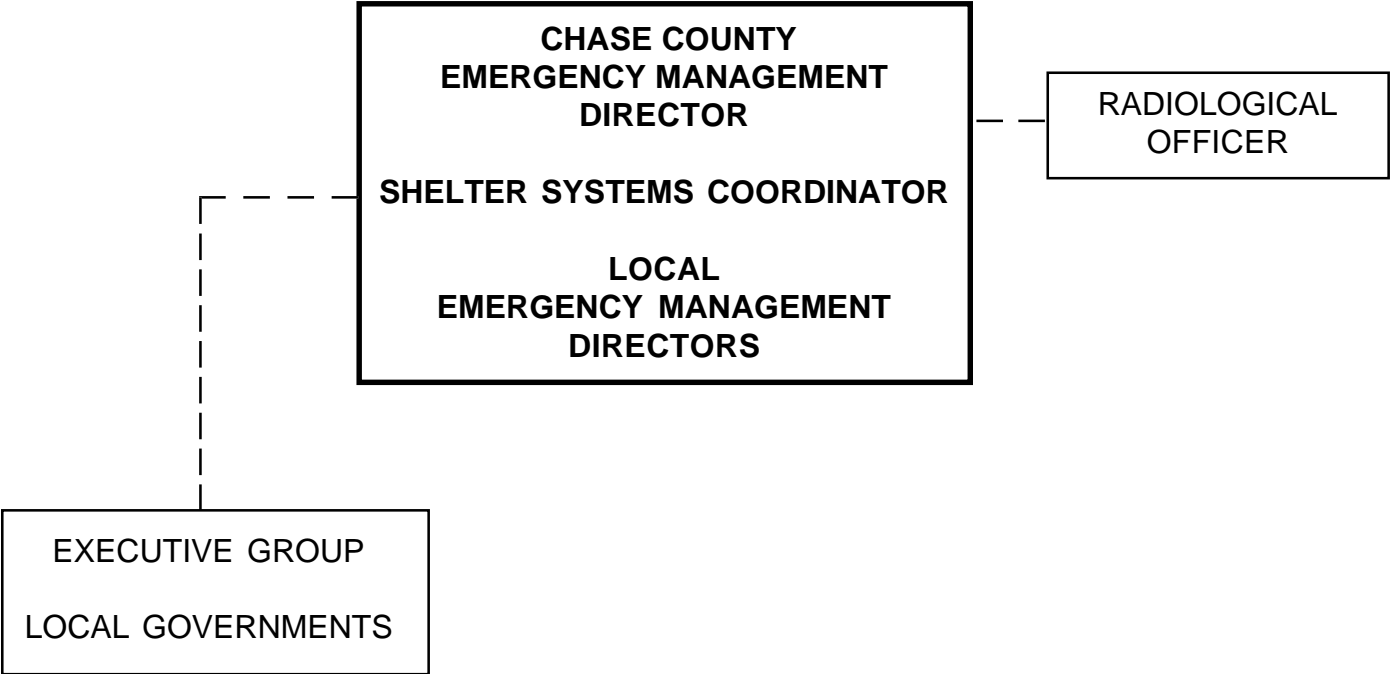 CHASE COUNTY
EMERGENCY MANAGEMENT
DIRECTOR
SHELTER SYSTEMS COORDINATOR
LOCAL
EMERGENCY MANAGEMENT
DIRECTORS
RADIOLOGICAL
OFFICER
EXECUTIVE GROUP
LOCAL GOVERNMENTS